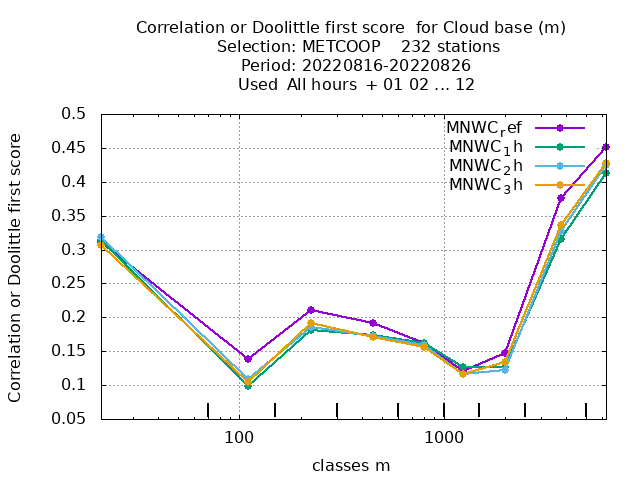 Correlation or Doolittle first score  for Cloud base (m)
Selection: METCOOP    232 stations
Period: 20220816-20220826
Used  All hours  + 01 02 ... 12
Correlation or Doolittle first score
0.5
0.45
0.4
0.35
0.3
0.25
0.2
0.15
0.1
0.05
MNWC_ref
MNWC_1h
MNWC_2h
MNWC_3h
100
1000
classes m